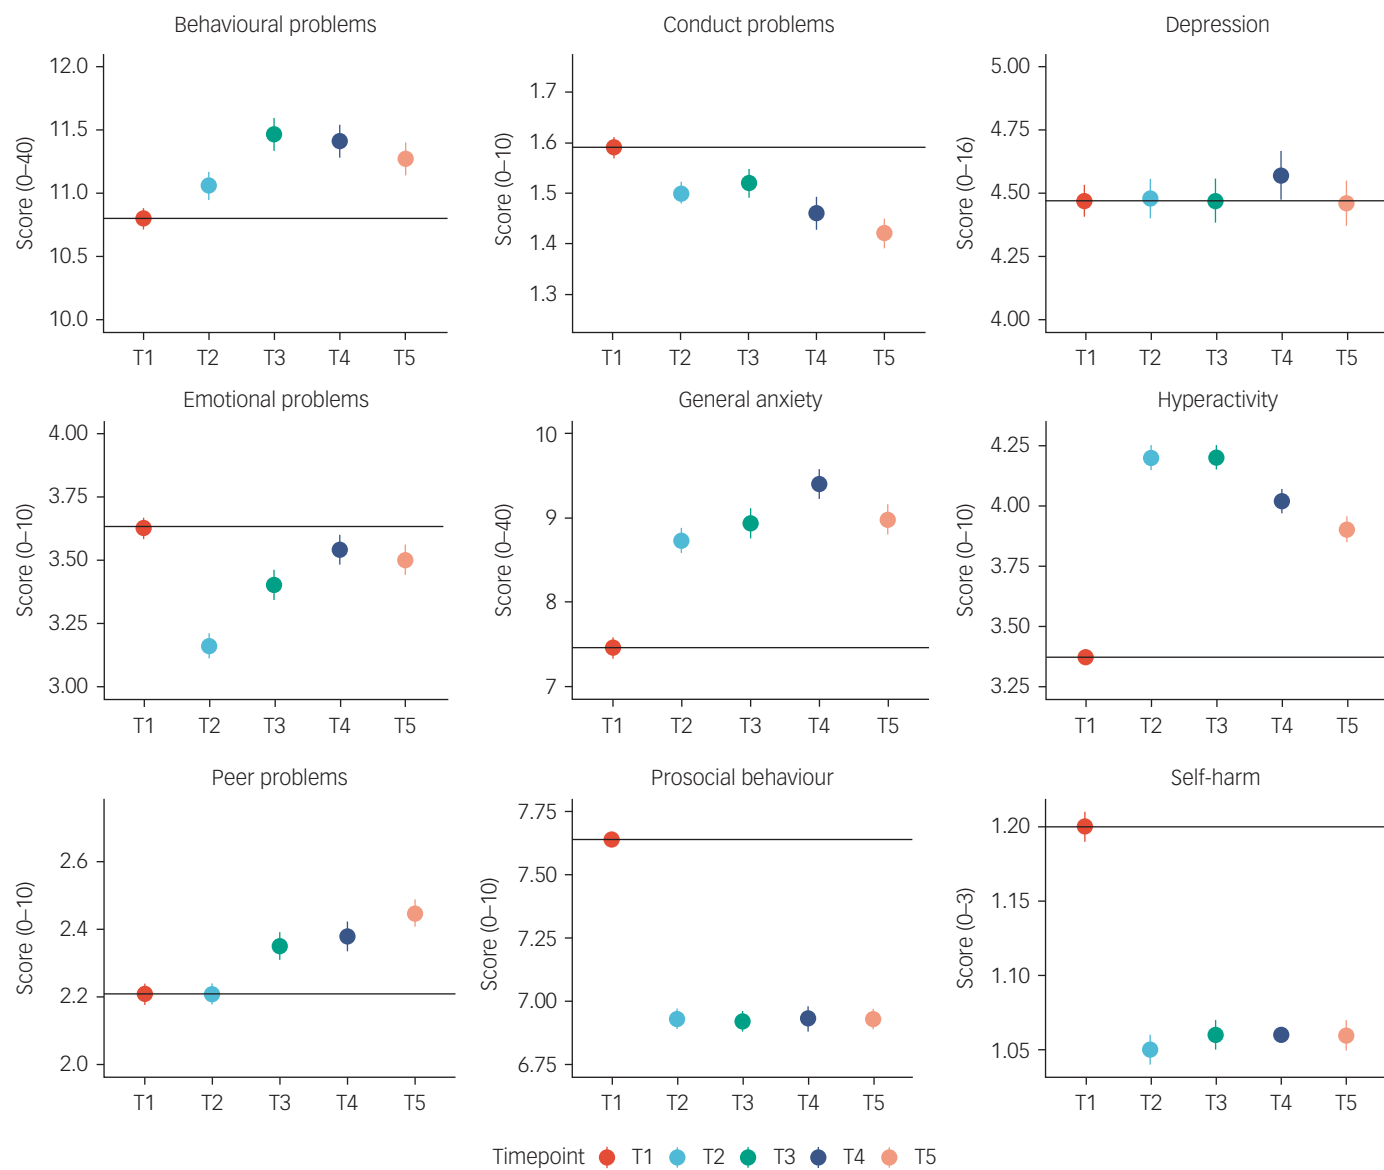 Behavioural problems
Score (0–40)
12.0
11.5
11.0
10.5
10.0
T1 T2 T3 T4 T5
Conduct problems
Score (0–10)
1.7
1.6
1.5
1.4
1.3
T1 T2 T3 T4 T5
Depression
Score (0–16)
5.00
4.75
4.50
4.25
4.00
T1 T2 T3 T4 T5
Emotional problems
Score (0–10)
4.00
3.75
3.50
3.25
3.00
T1 T2 T3 T4 T5
General anxiety
Score (0–40)
10
9
8
7
T1 T2 T3 T4 T5
Hyperactivity
Score (0–10)
4.25
4.00
3.75
3.50
3.25
T1 T2 T3 T4 T5
Peer problems
Score (0–10)
2.6
2.4
2.2
2.0
T1 T2 T3 T4 T5
Prosocial behaviour
Score (0–10)
7.75
7.50
7.25
7.00
6.75
T1 T2 T3 T4 T5
Self-harm
Score (0–3)
1.20
1.15
1.10
1.05
T1 T2 T3 T4 T5
Timepoint T1 T2 T3 T4 T5